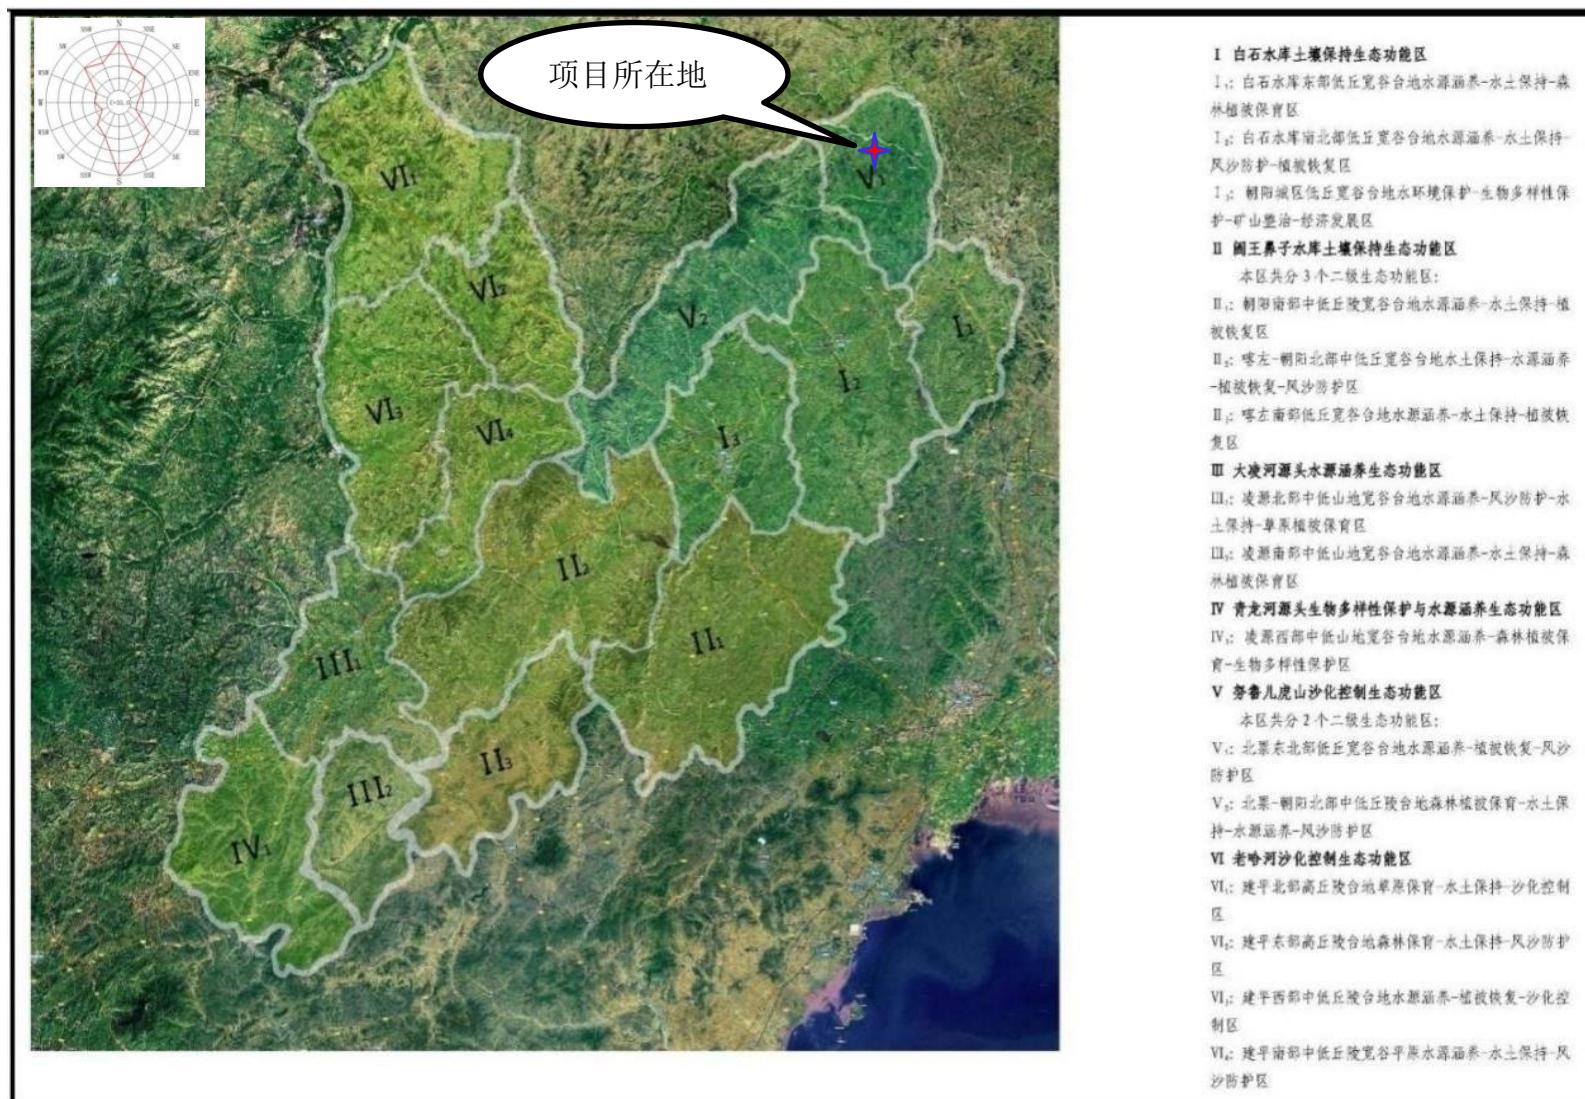 N
NNE
NE
ENE
E
ESE
SE
SSE
S
SSW
SW
WSW
W
NW
项目所在地
VI₁
VI₂
VI₃
VI₄
V₁
V₂
I₁
I₂
I₃
II₁
II₂
II₃
III₁
III₂
IV₁
I 白石水库土壤保持生态功能区
I₁: 白石水库东部低丘宽谷台地水源涵养-水土保持-森
林植被保育区
I₂: 白石水库南北部低丘宽谷台地水源涵养-水土保持-
风沙防护-植被恢复区
I₃: 朝阳城区低丘宽谷台地水环境保护-生物多样性保
护-矿山整治-经济发展区
II 阎王鼻子水库土壤保持生态功能区
本区共分3个二级生态功能区:
II₁: 朝阳南部中低丘陵宽谷台地水源涵养-水土保持-植
被恢复区
II₂: 喀左-朝阳北部中低丘宽谷台地水土保持-水源涵养
-植被恢复-风沙防护区
II₃: 喀左南部低丘宽谷台地水源涵养-水土保持-植被恢
复区
III 大凌河源头水源涵养生态功能区
III₁: 凌源北部中低山地宽谷台地水源涵养-风沙防护-水
土保持-草原植被保育区
III₂: 凌源南部中低山地宽谷台地水源涵养-水土保持-森
林植被保育区
IV 青龙河源头生物多样性保护与水源涵养生态功能区
IV₁: 凌源西部中低山地宽谷台地水源涵养-森林植被保
育-生物多样性保护区
V 努鲁儿虎山沙化控制生态功能区
本区共分2个二级生态功能区:
V₁: 北票东北部低丘宽谷台地水源涵养-植被恢复-风沙
防护区
V₂: 北票-朝阳北部中低丘陵台地森林植被保育-水土保
持-水源涵养-风沙防护区
VI 老哈河沙化控制生态功能区
VI₁: 建平北部高丘陵台地草原保育-水土保持-沙化控制
区
VI₂: 建平东部高丘陵台地森林保育-水土保持-风沙防护
区
VI₃: 建平西部中低丘陵台地水源涵养-植被恢复-沙化控
制区
VI₄: 建平南部中低丘陵宽谷平原水源涵养-水土保持-风
沙防护区